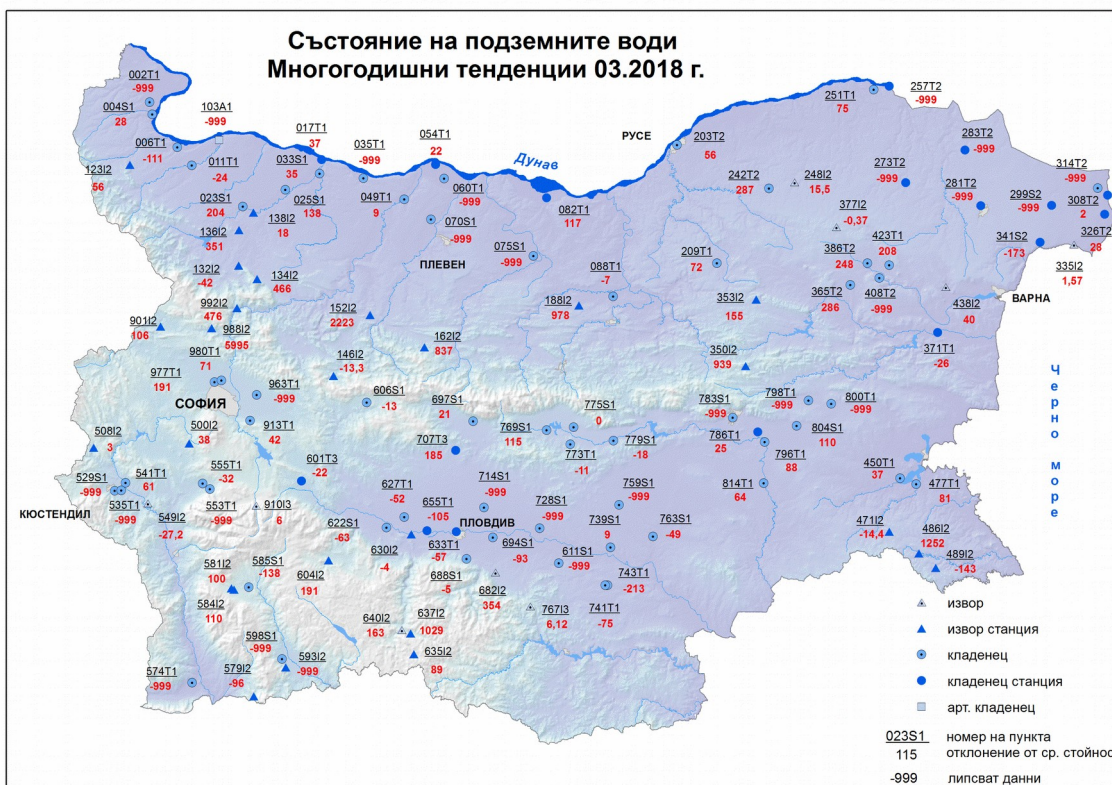 Състояние на подземните води
Многогодишни тенденции 03.2018 г.
002T1
-999
004S1
28
103A1
-999
006T1
-111
123I2
56
011T1
-24
017T1
37
033S1
35
035T1
-999
054T1
22
Дунав
РУСЕ
203T2
56
251T1
75
257T2
-999
283T2
-999
314T2
-999
273T2
-999
281T2
-999
299S2
-999
308T2
2
326T2
28
341S2
-173
335I2
1,57
242T2
287
248I2
15,5
377I2
-0,37
023S1
204
025S1
138
138I2
18
136I2
351
049T1
9
060T1
-999
070S1
-999
082T1
117
075S1
-999
ПЛЕВЕН
088T1
-7
209T1
72
386T2
248
423T1
208
365T2
286
408T2
-999
438I2
40
ВАРНА
132I2
-42
134I2
466
992I2
476
988I2
5995
901I2
106
152I2
2223
162I2
837
188I2
978
353I2
155
350I2
939
371T1
-26
980T1
71
977T1
191
146I2
-13,3
963T1
-999
СОФИЯ
606S1
-13
697S1
21
775S1
0
783S1
-999
798T1
-999
800T1
-999
913T1
42
500I2
38
508I2
3
769S1
115
773T1
-11
779S1
-18
786T1
25
804S1
110
796T1
88
707T3
185
601T3
-22
Черно море
529S1
-999
541T1
61
555T1
-32
535T1
-999
553T1
-999
КЮСТЕНДИЛ
549I2
-27,2
910I3
6
627T1
-52
655T1
-105
714S1
-999
759S1
-999
814T1
64
450T1
37
477T1
81
ПЛОВДИВ
728S1
-999
739S1
9
763S1
-49
622S1
-63
630I2
-4
633T1
-57
694S1
-93
611S1
-999
471I2
-14,4
486I2
1252
489I2
-143
581I2
100
585S1
-138
604I2
191
688S1
-5
682I2
354
743T1
-213
584I2
110
640I2
163
637I2
1029
767I3
6,12
741T1
-75
598S1
-999
593I2
-999
635I2
89
574T1
-999
579I2
-96
извор
извор станция
кладенец
кладенец станция
арт. кладенец
023S1 номер на пункта
115 отклонение от ср. стойнос
-999 липсват данни